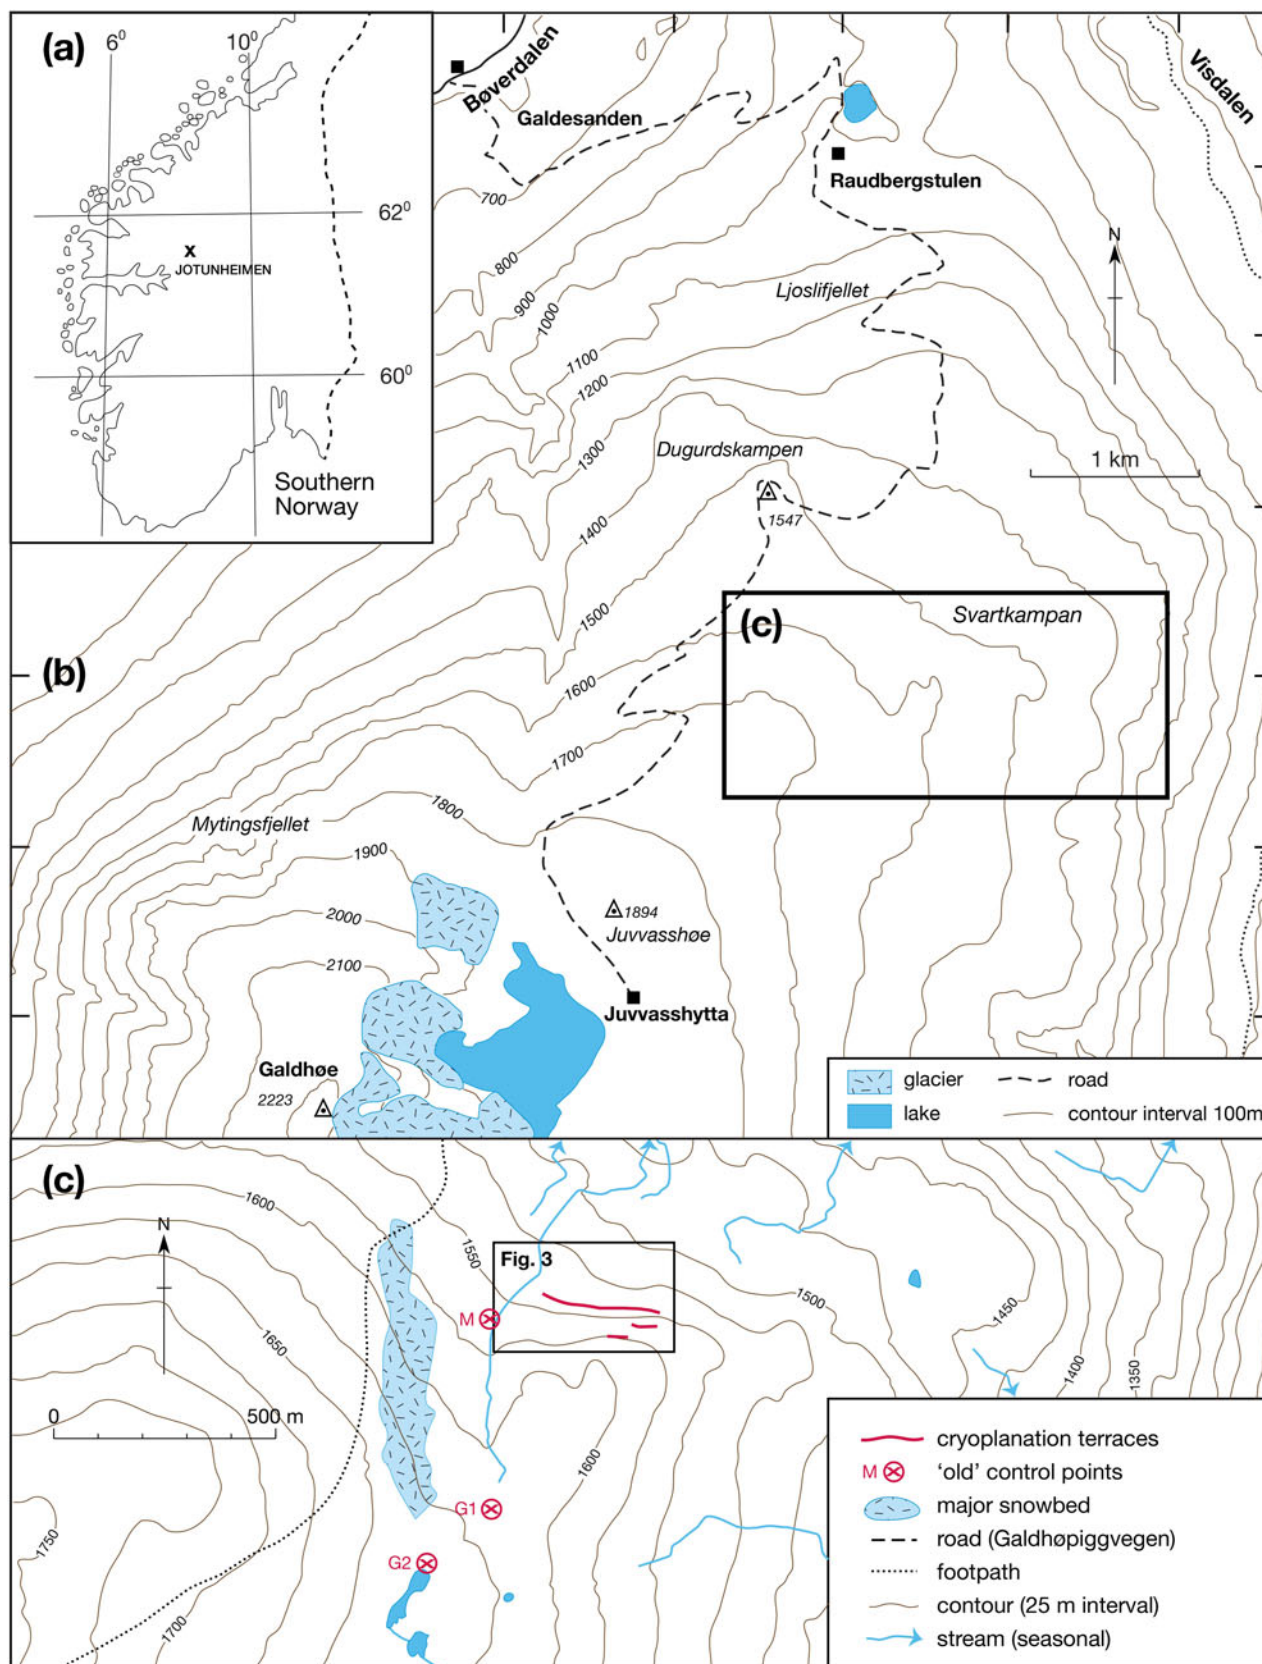 (a)
6⁰
10⁰
62⁰
x
JOTUNHEIMEN
60⁰
Southern
Norway
Bøverdalen
Galdesanden
Visdalen
Raudbergstulen
700
800
900
1000
N
Ljoslifjellet
1100
1200
1300
Dugurdskampen
1 km
1547
1400
1500
(c)
Svartkampan
(b)
1600
1700
1800
Mytingsfjellet
1900
2000
1894
Juvvasshøe
2100
Juvvasshytta
Galdhøe
2223
glacier
road
lake
contour interval 100m
(c)
1600
N
1550
Fig. 3
M
1500
1450
1650
1400
1350
0
500 m
1600
G1
G2
1750
1700
cryoplanation terraces
M
'old' control points
major snowbed
road (Galdhøpiggvegen)
footpath
contour (25 m interval)
stream (seasonal)